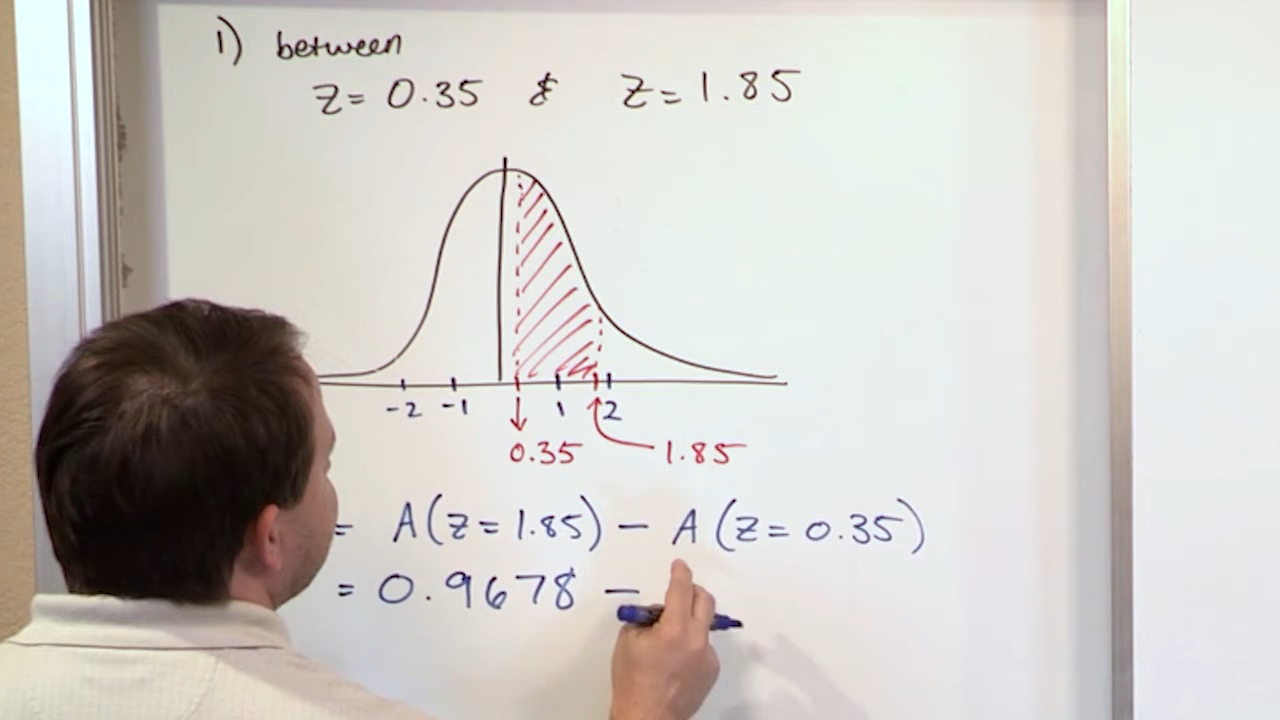 1) between
Z= 0.35 & Z=1.85
-2 -1 1 2
0.35 1.85
= A(Z=1.85) - A(Z=0.35)
= 0.9678 -